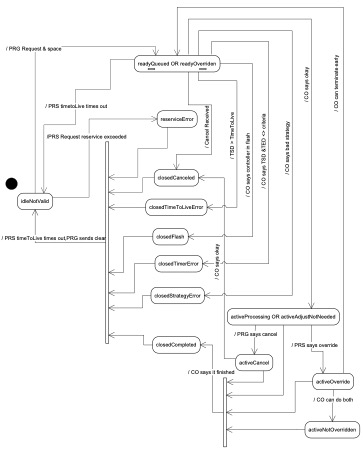 / PRG Request & space
readyQueued OR readyOverriden
/ CO says okay
/ CO can terminate early
/ PRS timetoLive times out
reserviceError
/PRS Request reservice exceeded
/ Cancel Received
/ TSD > TimeToLive
/ CO says controller in flash
/ CO says TSD &TED <> criteria
/ CO says bad strategy
closedCanceled
idleNotValid
closedTimeToLiveError
closedFlash
/ PRS timeToLive times out,PRG sends clear
/ CO says okay
closedTimerError
closedStrategyError
activeProcessing OR activeAdjustNotNeeded
/ PRG says cancel
/ PRS says override
closedCompleted
activeCancel
/ CO says it finished
activeOverride
/ CO can do both
activeNotOverridden